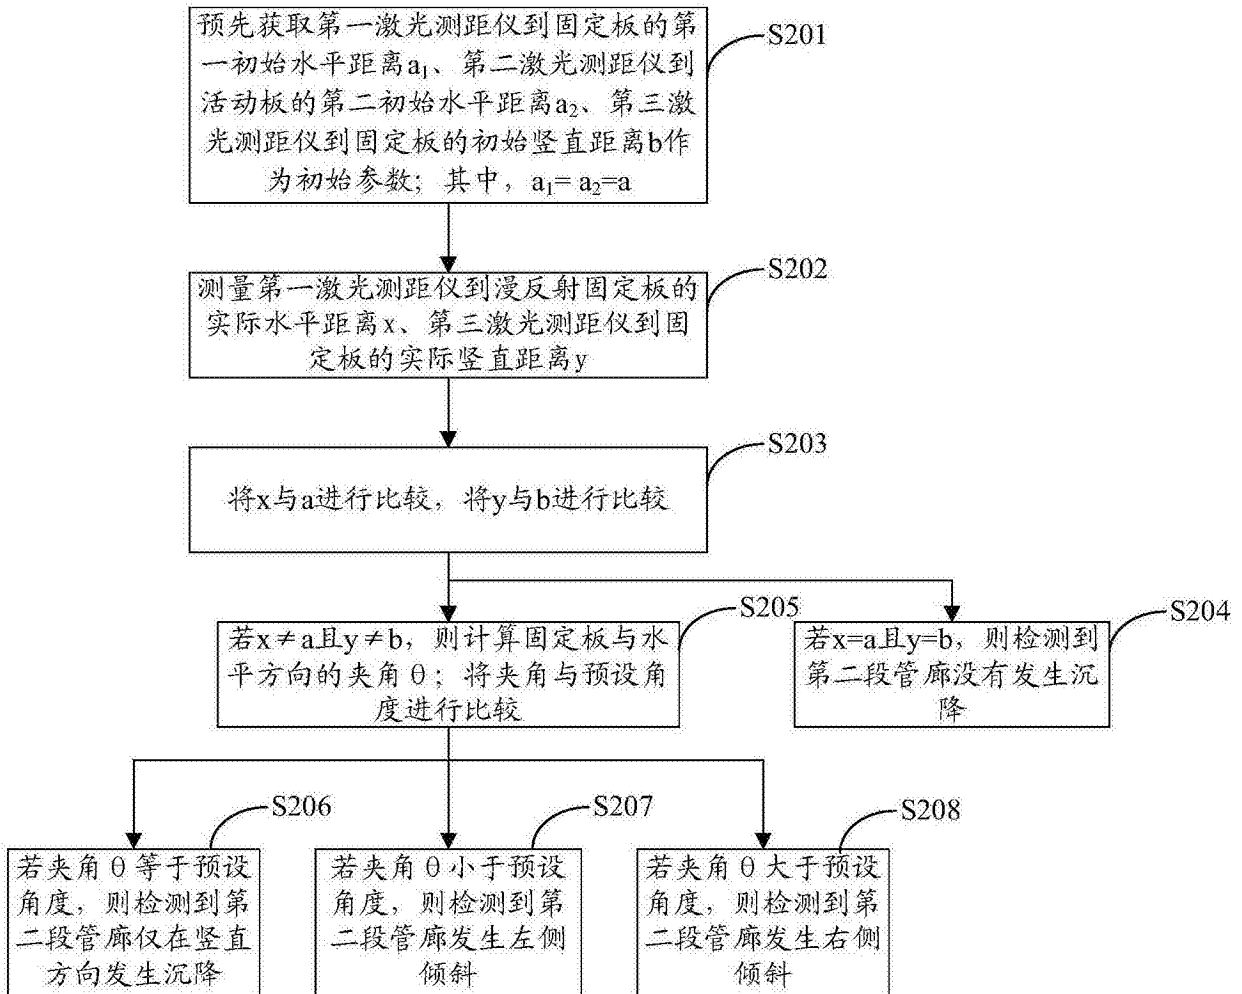 预先获取第一激光测距仪到固定板的第
一初始水平距离a₁、第二激光测距仪到
活动板的第二初始水平距离a₂、第三激
光测距仪到固定板的初始竖直距离b作
为初始参数；其中，a₁= a₂=a
S201
测量第一激光测距仪到漫反射固定板的
实际水平距离x、第三激光测距仪到固
定板的实际竖直距离y
S202
将x与a进行比较，将y与b进行比较
S203
若x≠a且y≠b，则计算固定板与水
平方向的夹角θ；将夹角与预设角
度进行比较
S205
若x=a且y=b，则检测到
第二段管廊没有发生沉
降
S204
若夹角θ等于预设
角度，则检测到第
二段管廊仅在竖直
方向发生沉降
S206
若夹角θ小于预设
角度，则检测到第
二段管廊发生左侧
倾斜
S207
若夹角θ大于预设
角度，则检测到第
二段管廊发生右侧
倾斜
S208